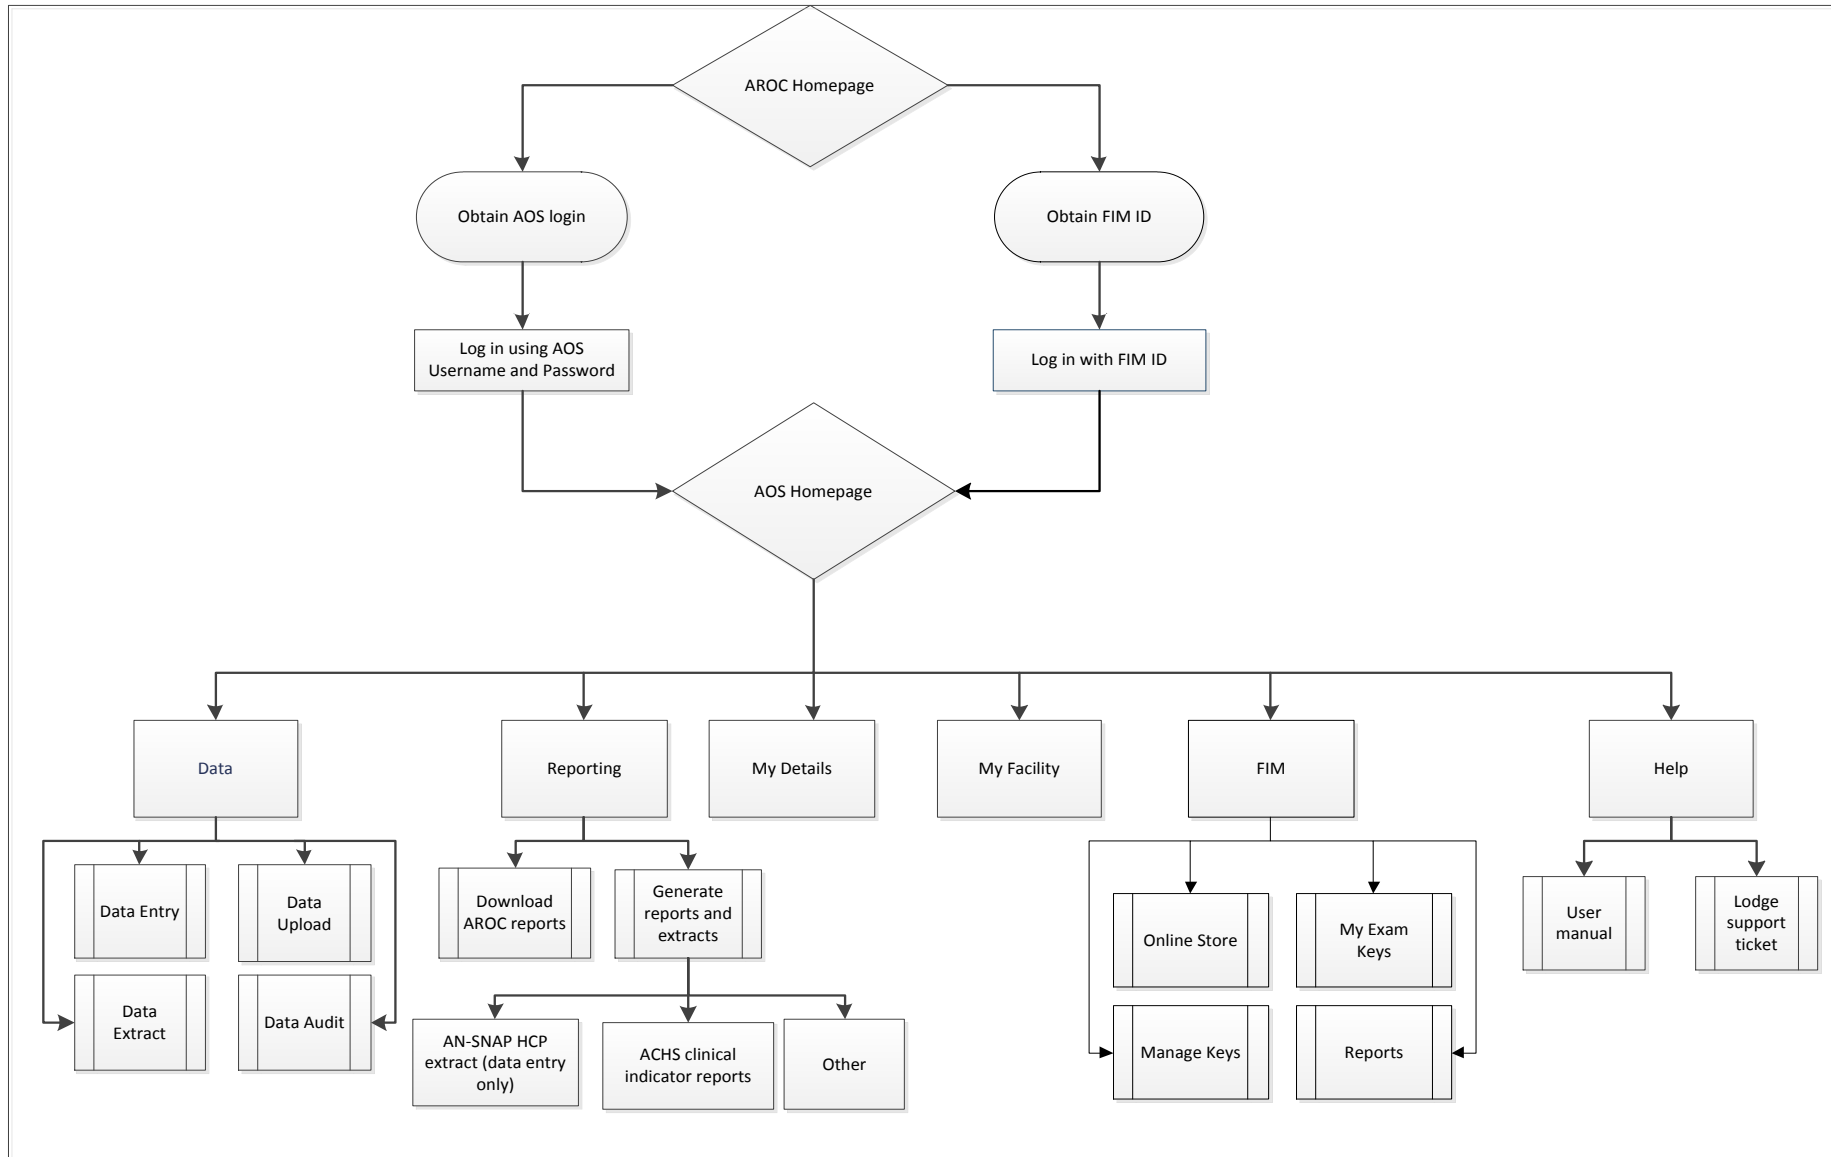 AROC Homepage
Obtain AOS login
Obtain FIM ID
Log in using AOS
Username and Password
Log in with FIM ID
AOS Homepage
Data
Reporting
My Details
My Facility
FIM
Help
Data Entry
Data
Upload
Data
Extract
Data Audit
Download
AROC reports
Generate
reports and
extracts
AN-SNAP HCP
extract (data entry
only)
ACHS clinical
indicator reports
Other
Online Store
My Exam
Keys
Manage Keys
Reports
User
manual
Lodge
support
ticket